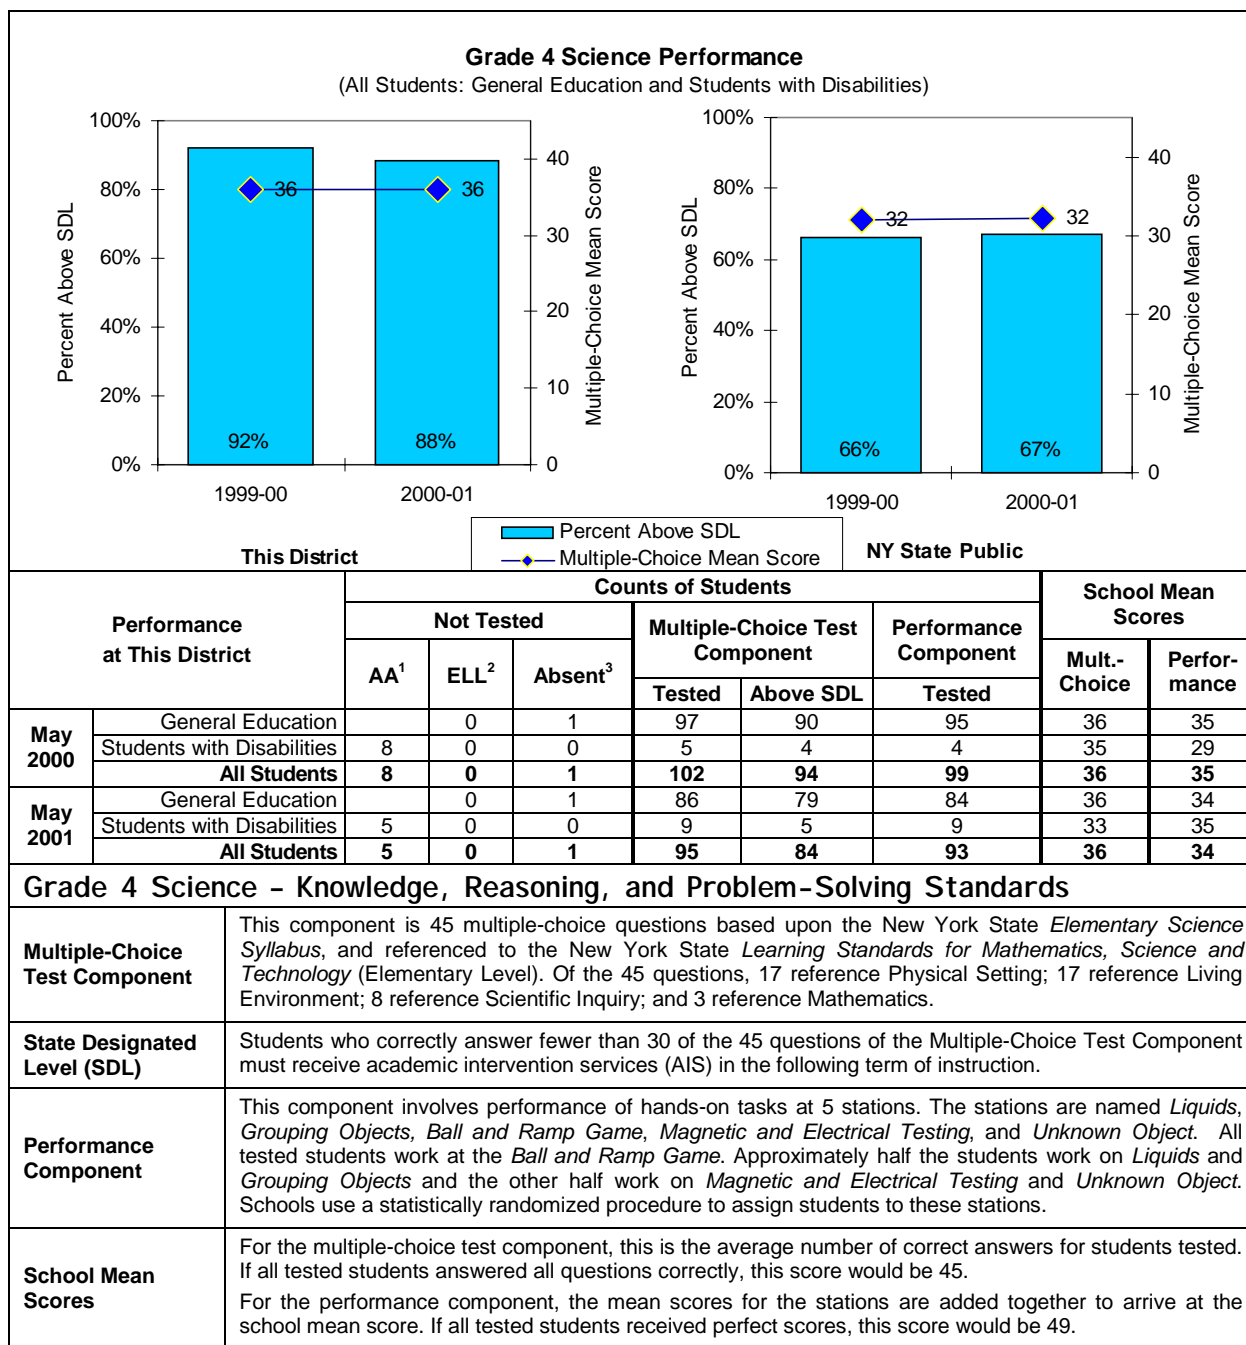 Grade 4 Science Performance
(All Students: General Education and Students with Disabilities)
100%
80%
60%
40%
20%
0%
Percent Above SDL
36
36
92%
88%
1999-00
2000-01
40
30
20
10
0
Multiple-Choice Mean Score
This District
100%
80%
60%
40%
20%
0%
Percent Above SDL
32
32
66%
67%
1999-00
2000-01
40
30
20
10
0
Multiple-Choice Mean Score
NY State Public
Percent Above SDL
Multiple-Choice Mean Score
Performance
at This District
Counts of Students
School Mean
Scores
Not Tested
Multiple-Choice Test
Component
Performance
Component
AA1 ELL2 Absent3
Tested Above SDL Tested
Mult.-
Choice
Perfor-
mance
May
2000
General Education 0 1 97 90 95 36 35
Students with Disabilities 8 0 0 5 4 4 35 29
All Students 8 0 1 102 94 99 36 35
May
2001
General Education 0 1 86 79 84 36 34
Students with Disabilities 5 0 0 9 5 9 33 35
All Students 5 0 1 95 84 93 36 34
Grade 4 Science – Knowledge, Reasoning, and Problem-Solving Standards
Multiple-Choice
Test Component
This component is 45 multiple-choice questions based upon the New York State Elementary Science
Syllabus, and referenced to the New York State Learning Standards for Mathematics, Science and
Technology (Elementary Level). Of the 45 questions, 17 reference Physical Setting; 17 reference Living
Environment; 8 reference Scientific Inquiry; and 3 reference Mathematics.
State Designated
Level (SDL)
Students who correctly answer fewer than 30 of the 45 questions of the Multiple-Choice Test Component
must receive academic intervention services (AIS) in the following term of instruction.
Performance
Component
This component involves performance of hands-on tasks at 5 stations. The stations are named Liquids,
Grouping Objects, Ball and Ramp Game, Magnetic and Electrical Testing, and Unknown Object. All
tested students work at the Ball and Ramp Game. Approximately half the students work on Liquids and
Grouping Objects and the other half work on Magnetic and Electrical Testing and Unknown Object.
Schools use a statistically randomized procedure to assign students to these stations.
School Mean
Scores
For the multiple-choice test component, this is the average number of correct answers for students tested.
If all tested students answered all questions correctly, this score would be 45.
For the performance component, the mean scores for the stations are added together to arrive at the
school mean score. If all tested students received perfect scores, this score would be 49.